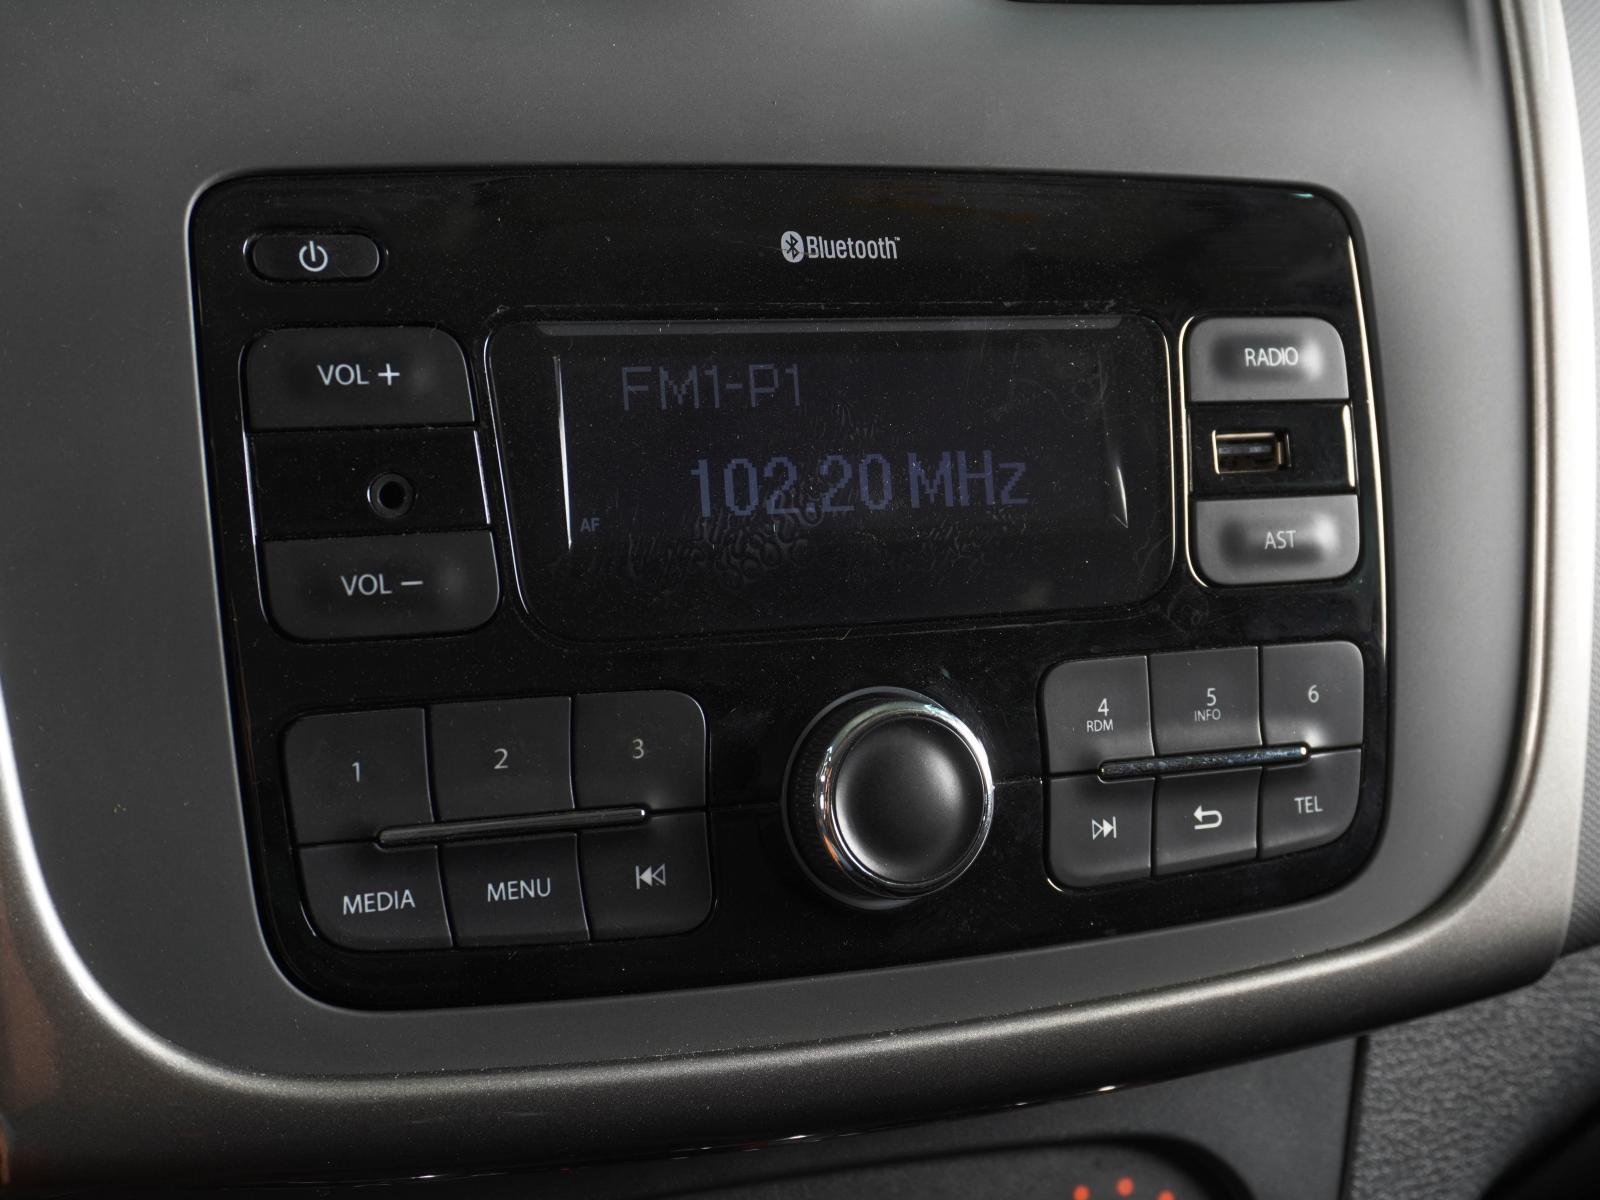 Bluetooth™
VOL +
RADIO
FM1-P1
102.20 MHz
AF
AST
VOL −
1
2
3
4
RDM
5
INFO
6
MEDIA
MENU
TEL